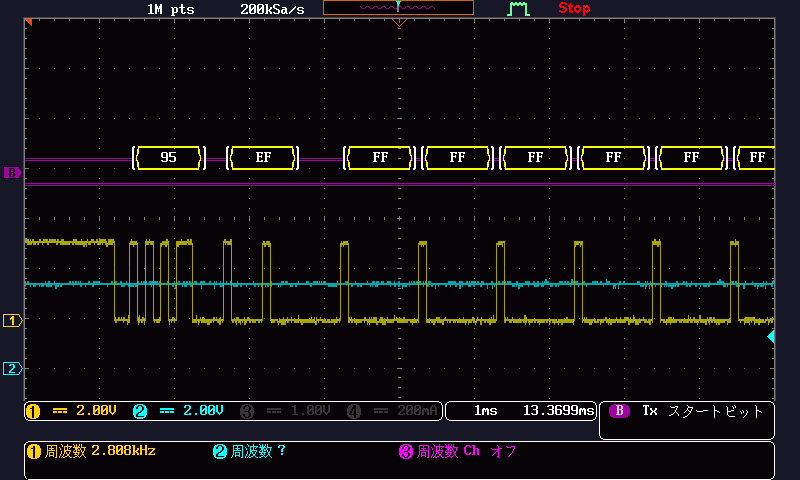 1M pts 200kSa/s Stop
95 EF FF FF FF FF FF FF
B
1
2
1 2.00V 2 2.00V 3 1.00V 4 200mA 1ms 13.3699ms B Tx スタートビット
1 周波数 2.808kHz 2 周波数 ? 3 周波数 Ch オフ